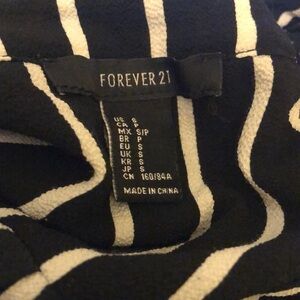 FOREVER 21
US S
CA P
MX S/P
BR P
EU S
UK S
KR S
JP S
CN 160/84A
MADE IN CHINA